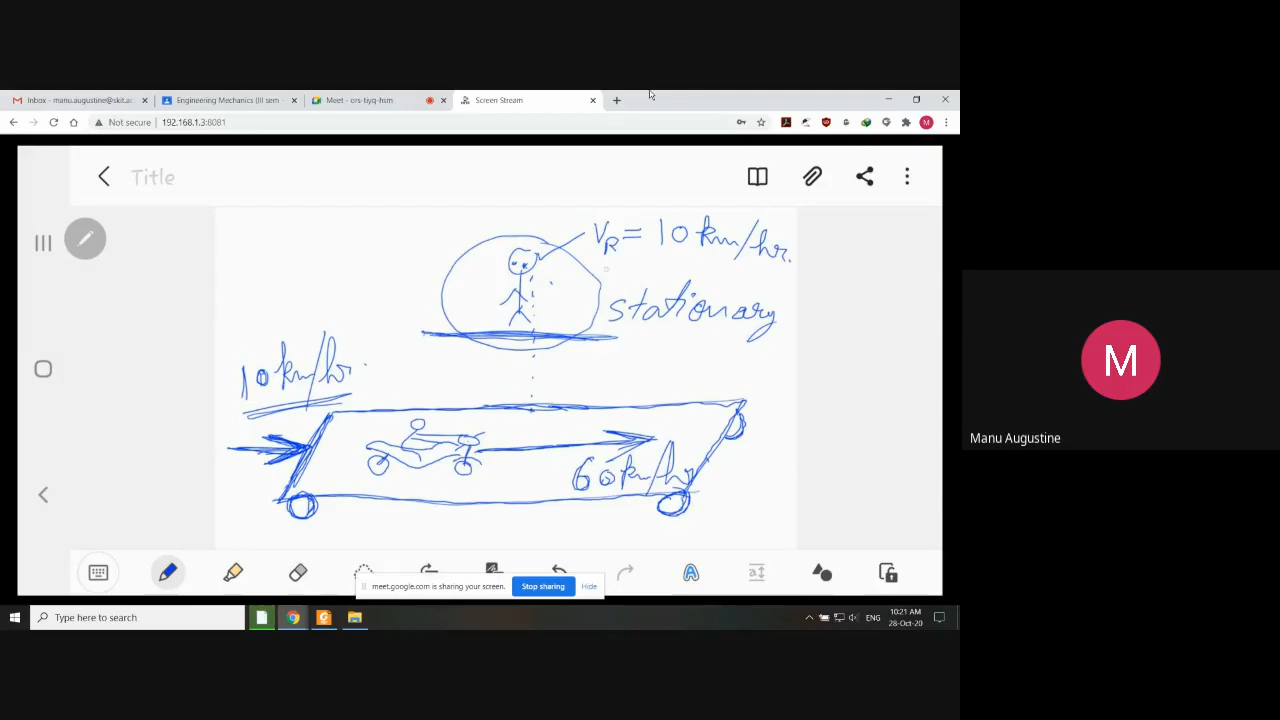 Inbox - manu.augustine@skit.ac
Engineering Mechanics (III sem -
Meet - ors-tiyq-hsm
Screen Stream
Not secure
192.168.1.3:8081
Title
VR = 10 km/hr.
stationary
10 km/hr.
60 km/hr
Manu Augustine
M
meet.google.com is sharing your screen.
Stop sharing
Hide
Type here to search
ENG
10:21 AM
28-Oct-20